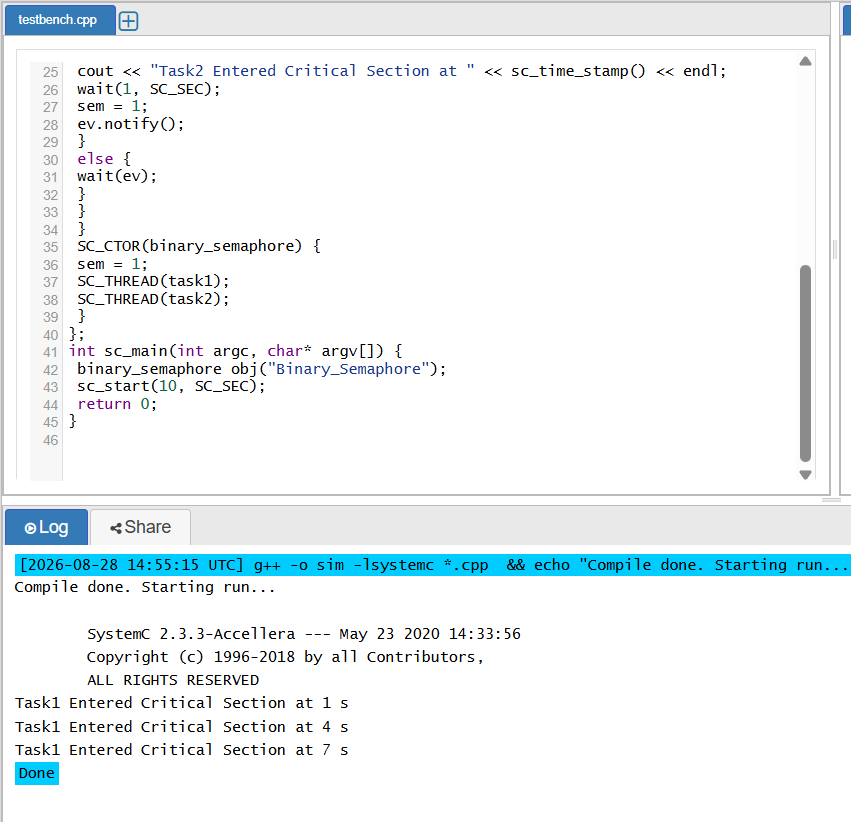 testbench.cpp
25 cout << "Task2 Entered Critical Section at " << sc_time_stamp() << endl;
26 wait(1, SC_SEC);
27 sem = 1;
28 ev.notify();
29 }
30 else {
31 wait(ev);
32 }
33 }
34 }
35 SC_CTOR(binary_semaphore) {
36 sem = 1;
37 SC_THREAD(task1);
38 SC_THREAD(task2);
39 }
40 };
41 int sc_main(int argc, char* argv[]) {
42 binary_semaphore obj("Binary_Semaphore");
43 sc_start(10, SC_SEC);
44 return 0;
45 }
46
Log Share
[2026-08-28 14:55:15 UTC] g++ -o sim -lsystemc *.cpp  && echo "Compile done. Starting run...
Compile done. Starting run...
SystemC 2.3.3-Accellera --- May 23 2020 14:33:56
Copyright (c) 1996-2018 by all Contributors,
ALL RIGHTS RESERVED
Task1 Entered Critical Section at 1 s
Task1 Entered Critical Section at 4 s
Task1 Entered Critical Section at 7 s
Done